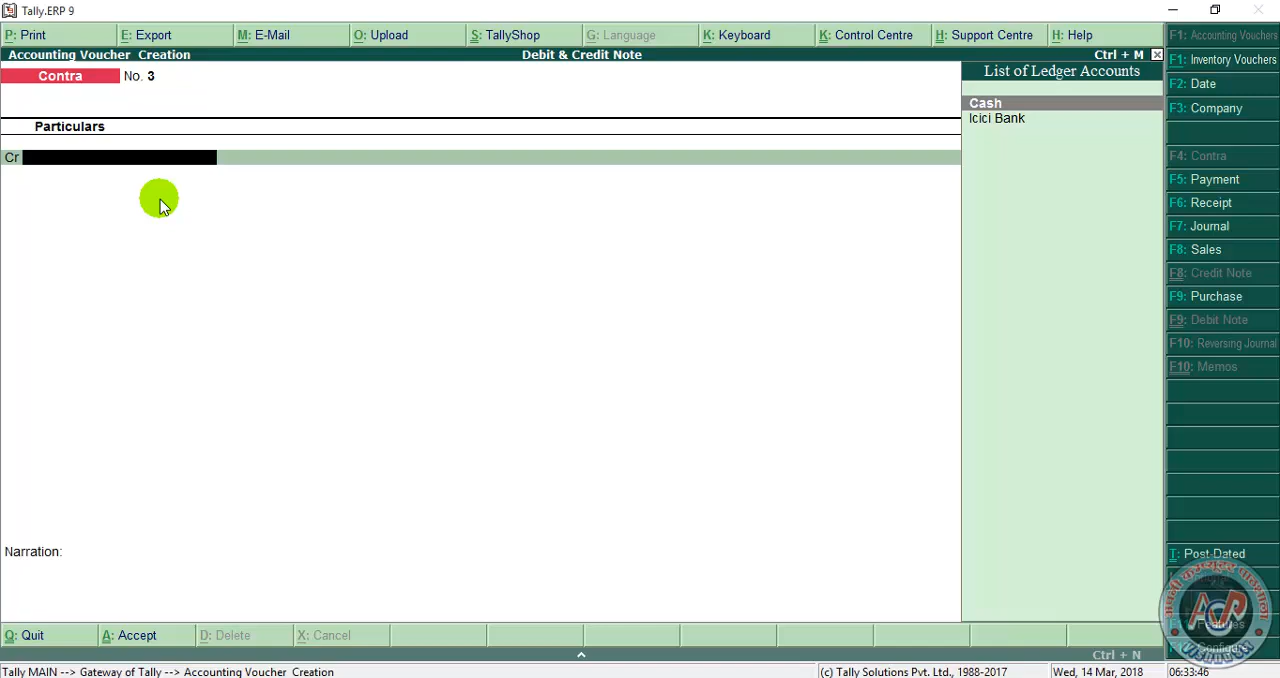 Tally.ERP 9
P: Print E: Export M: E-Mail O: Upload S: TallyShop G: Language K: Keyboard K: Control Centre H: Support Centre H: Help
Accounting Voucher Creation Debit & Credit Note Ctrl + M
Contra No. 3
Particulars
Cr
List of Ledger Accounts
Cash
Icici Bank
F1: Accounting Vouchers
F1: Inventory Vouchers
F2: Date
F3: Company
F4: Contra
F5: Payment
F6: Receipt
F7: Journal
F8: Sales
F8: Credit Note
F9: Purchase
F9: Debit Note
F10: Reversing Journal
F10: Memos
T: Post-Dated
ACP
Features
Configure
Narration:
Q: Quit A: Accept D: Delete X: Cancel
Ctrl + N
Tally MAIN --> Gateway of Tally --> Accounting Voucher Creation (c) Tally Solutions Pvt. Ltd., 1988-2017 Wed, 14 Mar, 2018 06:33:46